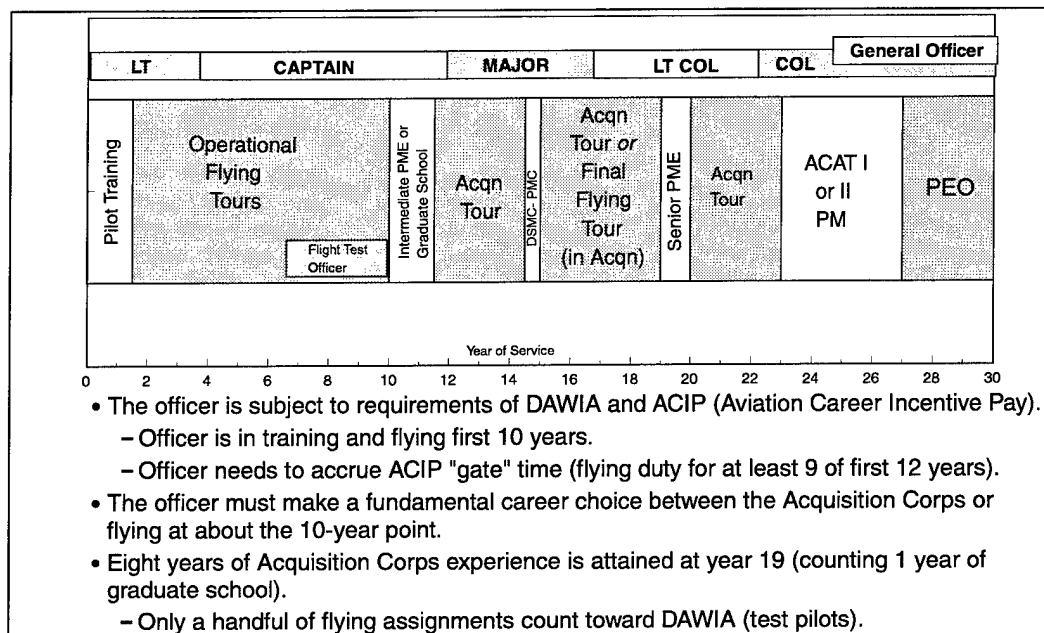 LT
CAPTAIN
MAJOR
LT COL
COL
General Officer
Pilot Training
Operational
Flying
Tours
Flight Test
Officer
Intermediate PME or
Graduate School
Acqn
Tour
DSMC- PMC
Acqn
Tour or
Final
Flying
Tour
(in Acqn)
Senior PME
Acqn
Tour
ACAT I
or II
PM
PEO
Year of Service
0 2 4 6 8 10 12 14 16 18 20 22 24 26 28 30
• The officer is subject to requirements of DAWIA and ACIP (Aviation Career Incentive Pay).
– Officer is in training and flying first 10 years.
– Officer needs to accrue ACIP "gate" time (flying duty for at least 9 of first 12 years).
• The officer must make a fundamental career choice between the Acquisition Corps or
flying at about the 10-year point.
• Eight years of Acquisition Corps experience is attained at year 19 (counting 1 year of
graduate school).
– Only a handful of flying assignments count toward DAWIA (test pilots).